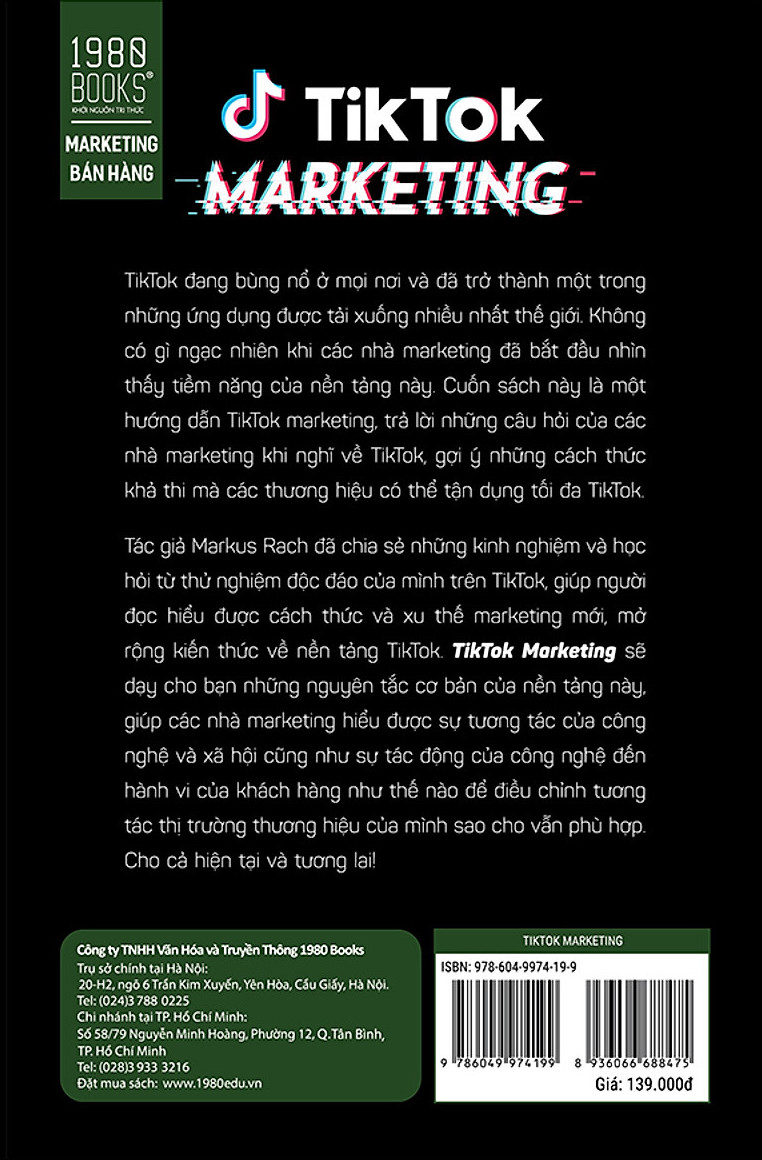 1980
BOOKS®
KHƠI NGUỒN TRI THỨC
MARKETING
BÁN HÀNG
TikTok
MARKETING
TikTok đang bùng nổ ở mọi nơi và đã trở thành một trong
những ứng dụng được tải xuống nhiều nhất thế giới. Không
có gì ngạc nhiên khi các nhà marketing đã bắt đầu nhìn
thấy tiềm năng của nền tảng này. Cuốn sách này là một
hướng dẫn TikTok marketing, trả lời những câu hỏi của các
nhà marketing khi nghĩ về TikTok, gợi ý những cách thức
khả thi mà các thương hiệu có thể tận dụng tối đa TikTok.
Tác giả Markus Rach đã chia sẻ những kinh nghiệm và học
hỏi từ thử nghiệm độc đáo của mình trên TikTok, giúp người
đọc hiểu được cách thức và xu thế marketing mới, mở
rộng kiến thức về nền tảng TikTok. TikTok Marketing sẽ
dạy cho bạn những nguyên tắc cơ bản của nền tảng này,
giúp các nhà marketing hiểu được sự tương tác của công
nghệ và xã hội cũng như sự tác động của công nghệ đến
hành vi của khách hàng như thế nào để điều chỉnh tương
tác thị trường thương hiệu của mình sao cho vẫn phù hợp.
Cho cả hiện tại và tương lai!
Công ty TNHH Văn Hóa và Truyền Thông 1980 Books
Trụ sở chính tại Hà Nội:
20-H2, ngõ 6 Trần Kim Xuyến, Yên Hòa, Cầu Giấy, Hà Nội.
Tel: (024)3 788 0225
Chi nhánh tại TP. Hồ Chí Minh:
Số 58/79 Nguyễn Minh Hoàng, Phường 12, Q.Tân Bình,
TP. Hồ Chí Minh
Tel: (028)3 933 3216
Đặt mua sách: www.1980edu.vn
TIKTOK MARKETING
ISBN: 978-604-9974-19-9
9 786049 974199
8 936066 688475
Giá: 139.000đ